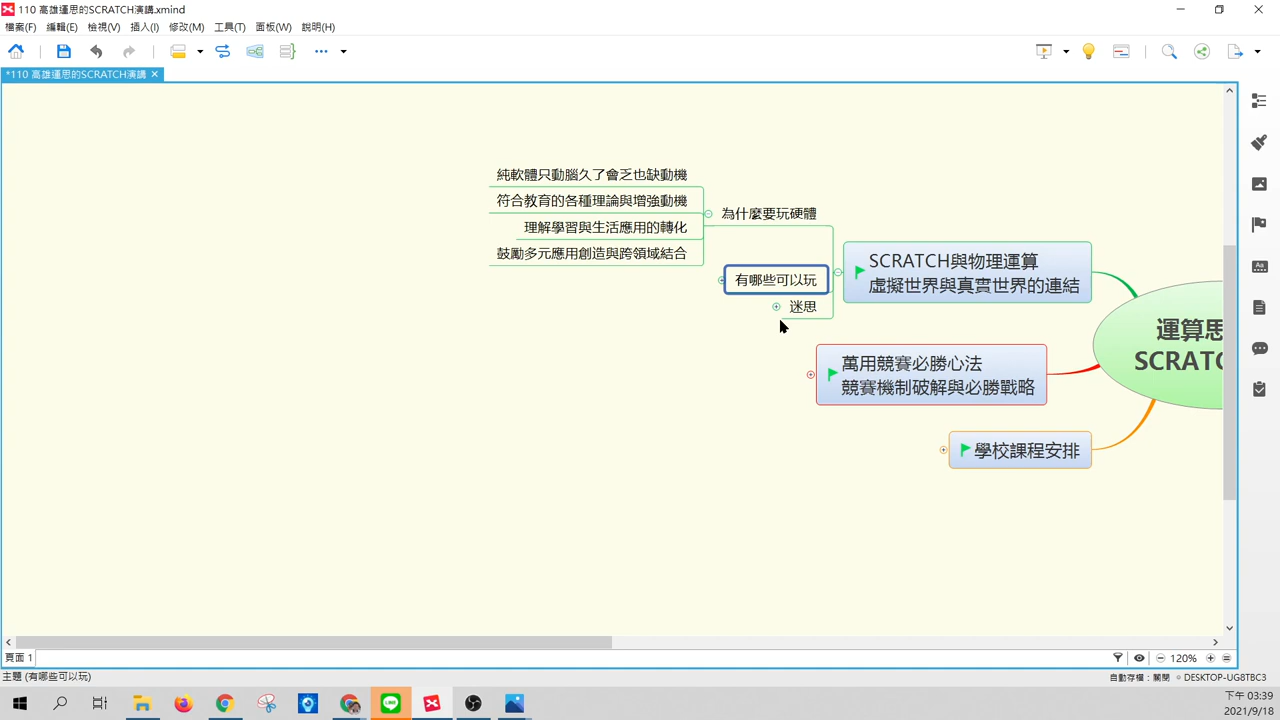 110 高雄運思的SCRATCH演講.xmind
檔案(F) 編輯(E) 檢視(V) 插入(I) 修改(M) 工具(T) 面板(W) 說明(H)
*110 高雄運思的SCRATCH演講
純軟體只動腦久了會乏也缺動機
符合教育的各種理論與增強動機
理解學習與生活應用的轉化
鼓勵多元應用創造與跨領域結合
為什麼要玩硬體
有哪些可以玩
迷思
SCRATCH與物理運算
虛擬世界與真實世界的連結
萬用競賽必勝心法
競賽機制破解與必勝戰略
學校課程安排
運算思
SCRATC
頁面 1
120%
主題 (有哪些可以玩)
自動存檔：關閉
DESKTOP-UG8TBC3
LINE
下午 03:39
2021/9/18